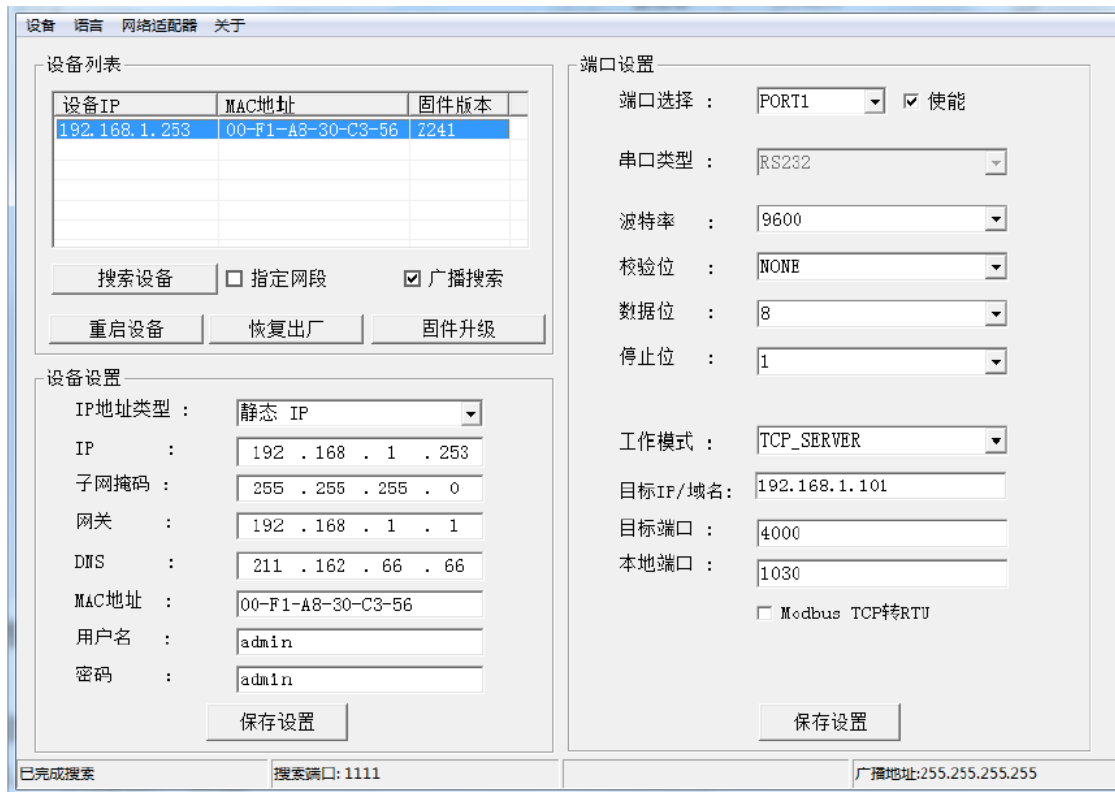 设备 语言 网络适配器 关于
设备列表
设备IP MAC地址 固件版本
192.168.1.253 00-F1-A8-30-C3-56 Z241
搜索设备 指定网段 广播搜索
重启设备 恢复出厂 固件升级
设备设置
IP地址类型 : 静态 IP
IP : 192 . 168 . 1 . 253
子网掩码 : 255 . 255 . 255 . 0
网关 : 192 . 168 . 1 . 1
DNS : 211 . 162 . 66 . 66
MAC地址 : 00-F1-A8-30-C3-56
用户名 : admin
密码 : admin
保存设置
端口设置
端口选择 : PORT1 使能
串口类型 : RS232
波特率 : 9600
校验位 : NONE
数据位 : 8
停止位 : 1
工作模式 : TCP_SERVER
目标IP/域名: 192.168.1.101
目标端口 : 4000
本地端口 : 1030
Modbus TCP转RTU
保存设置
已完成搜索 搜索端口: 1111 广播地址:255.255.255.255